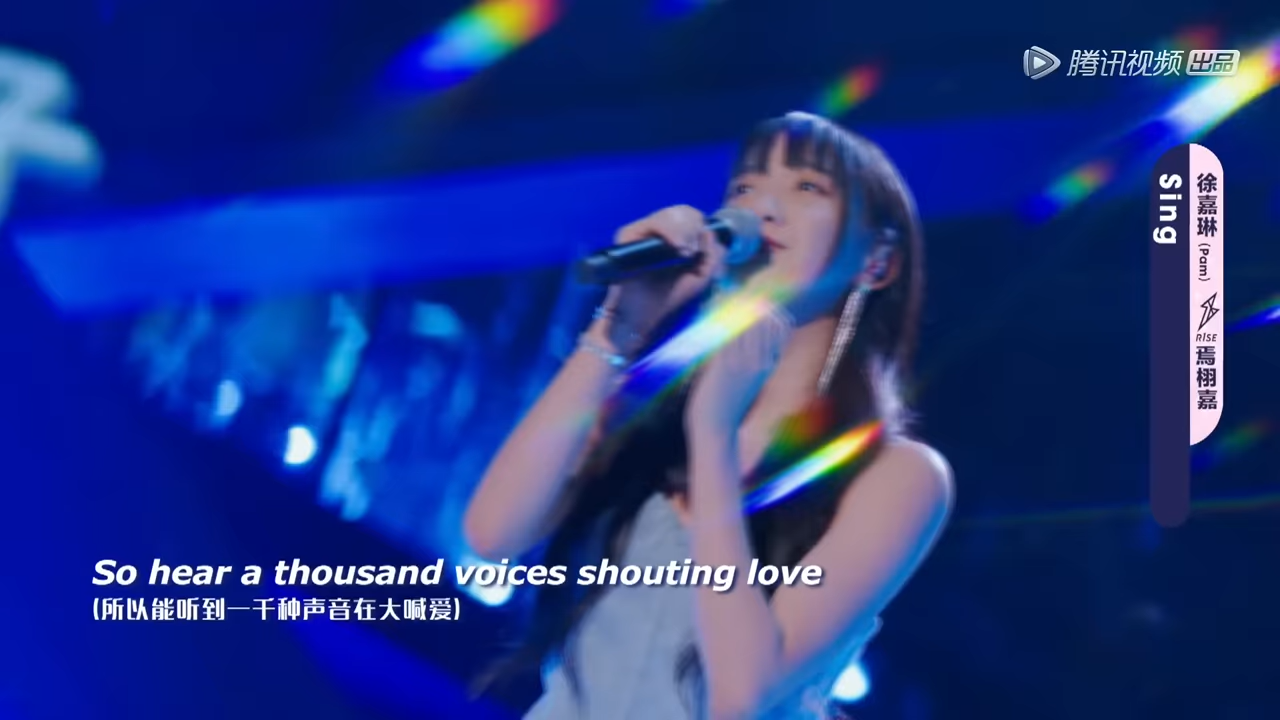 腾讯视频 出品
徐嘉琳 (Pam) RISE 焉栩嘉
Sing
So hear a thousand voices shouting love
(所以能听到一千种声音在大喊爱)